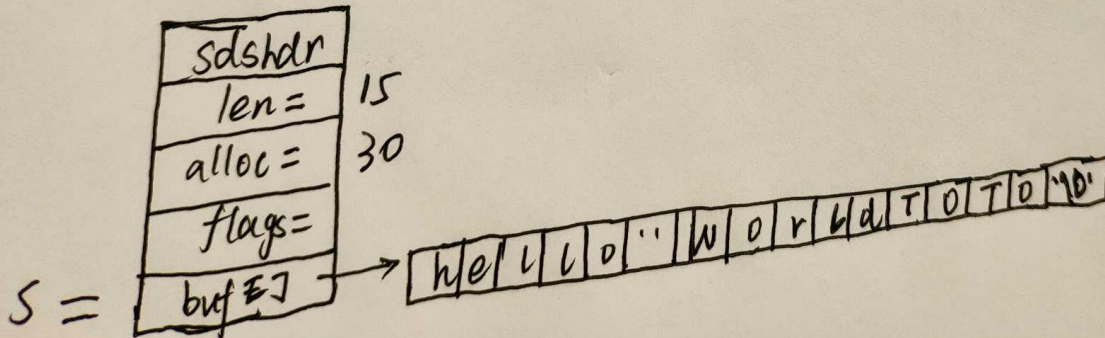 sdshdr
len= 15
alloc= 30
flags=
S = buf[]
h e l l o ' ' w o r l d T O T O '\0'